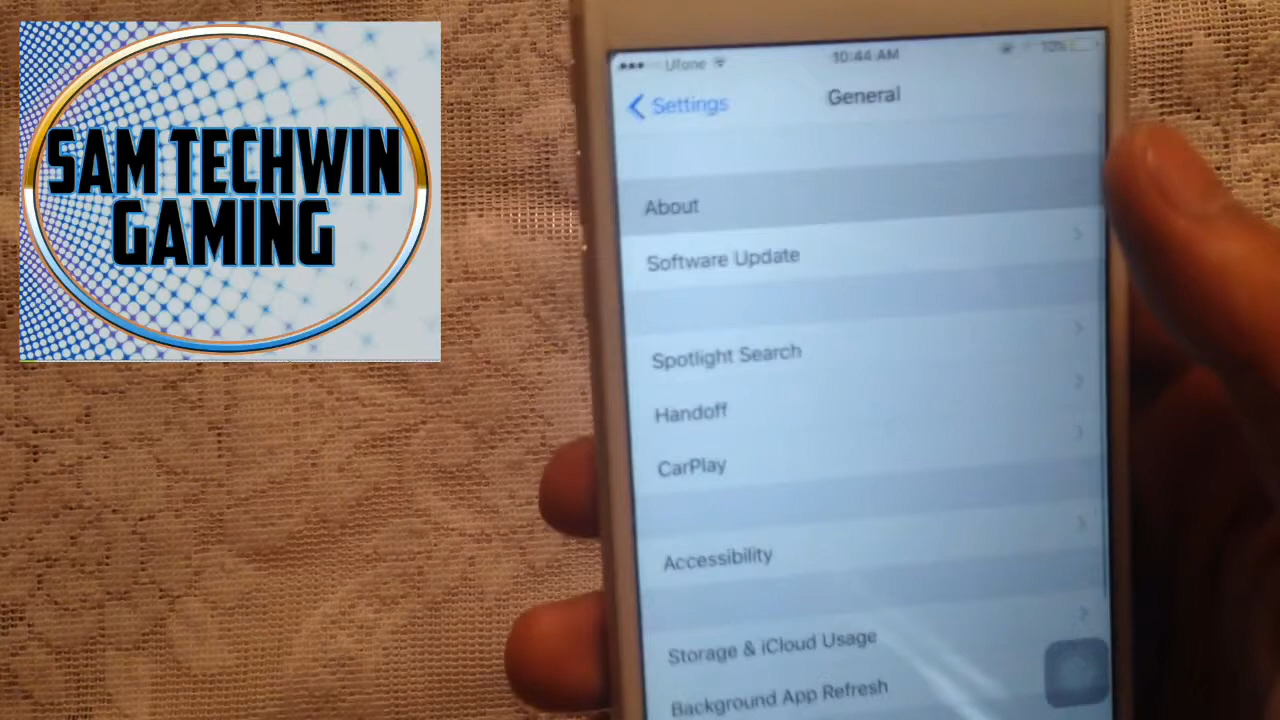 SAM TECHWIN
GAMING
Ufone
10:44 AM
10%
Settings
General
About
Software Update
Spotlight Search
Handoff
CarPlay
Accessibility
Storage & iCloud Usage
Background App Refresh